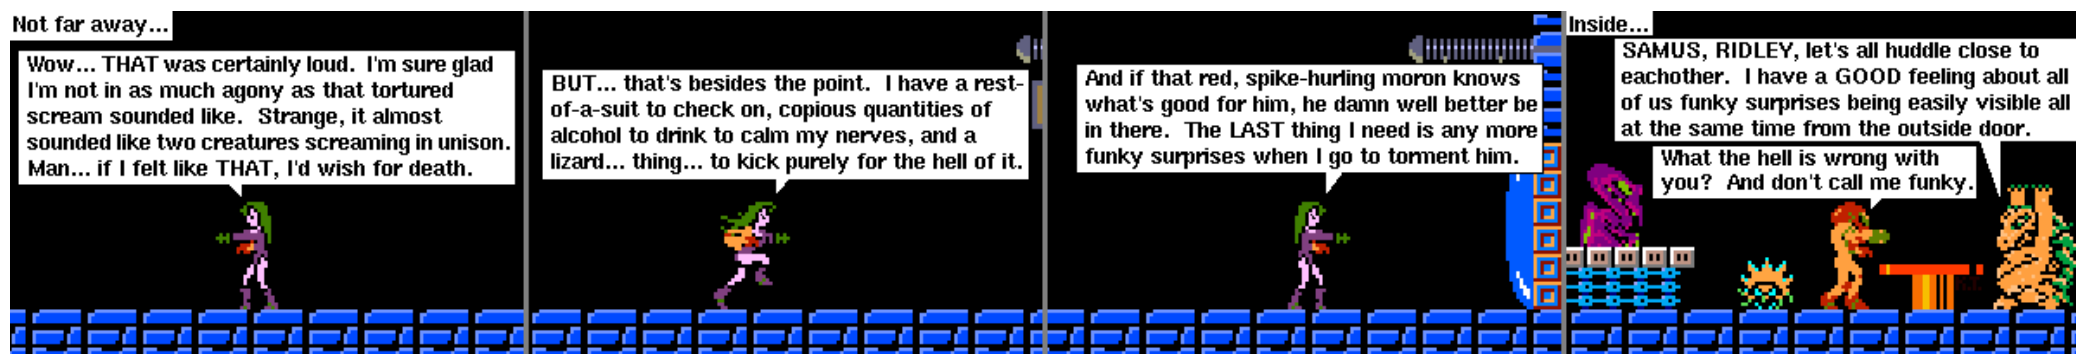 Not far away...
Wow... THAT was certainly loud. I'm sure glad
I'm not in as much agony as that tortured
scream sounded like. Strange, it almost
sounded like two creatures screaming in unison.
Man... if I felt like THAT, I'd wish for death.
BUT... that's besides the point. I have a rest-
of-a-suit to check on, copious quantities of
alcohol to drink to calm my nerves, and a
lizard... thing... to kick purely for the hell of it.
And if that red, spike-hurling moron knows
what's good for him, he damn well better be
in there. The LAST thing I need is any more
funky surprises when I go to torment him.
Inside...
SAMUS, RIDLEY, let's all huddle close to
eachother. I have a GOOD feeling about all
of us funky surprises being easily visible all
at the same time from the outside door.
What the hell is wrong with
you? And don't call me funky.